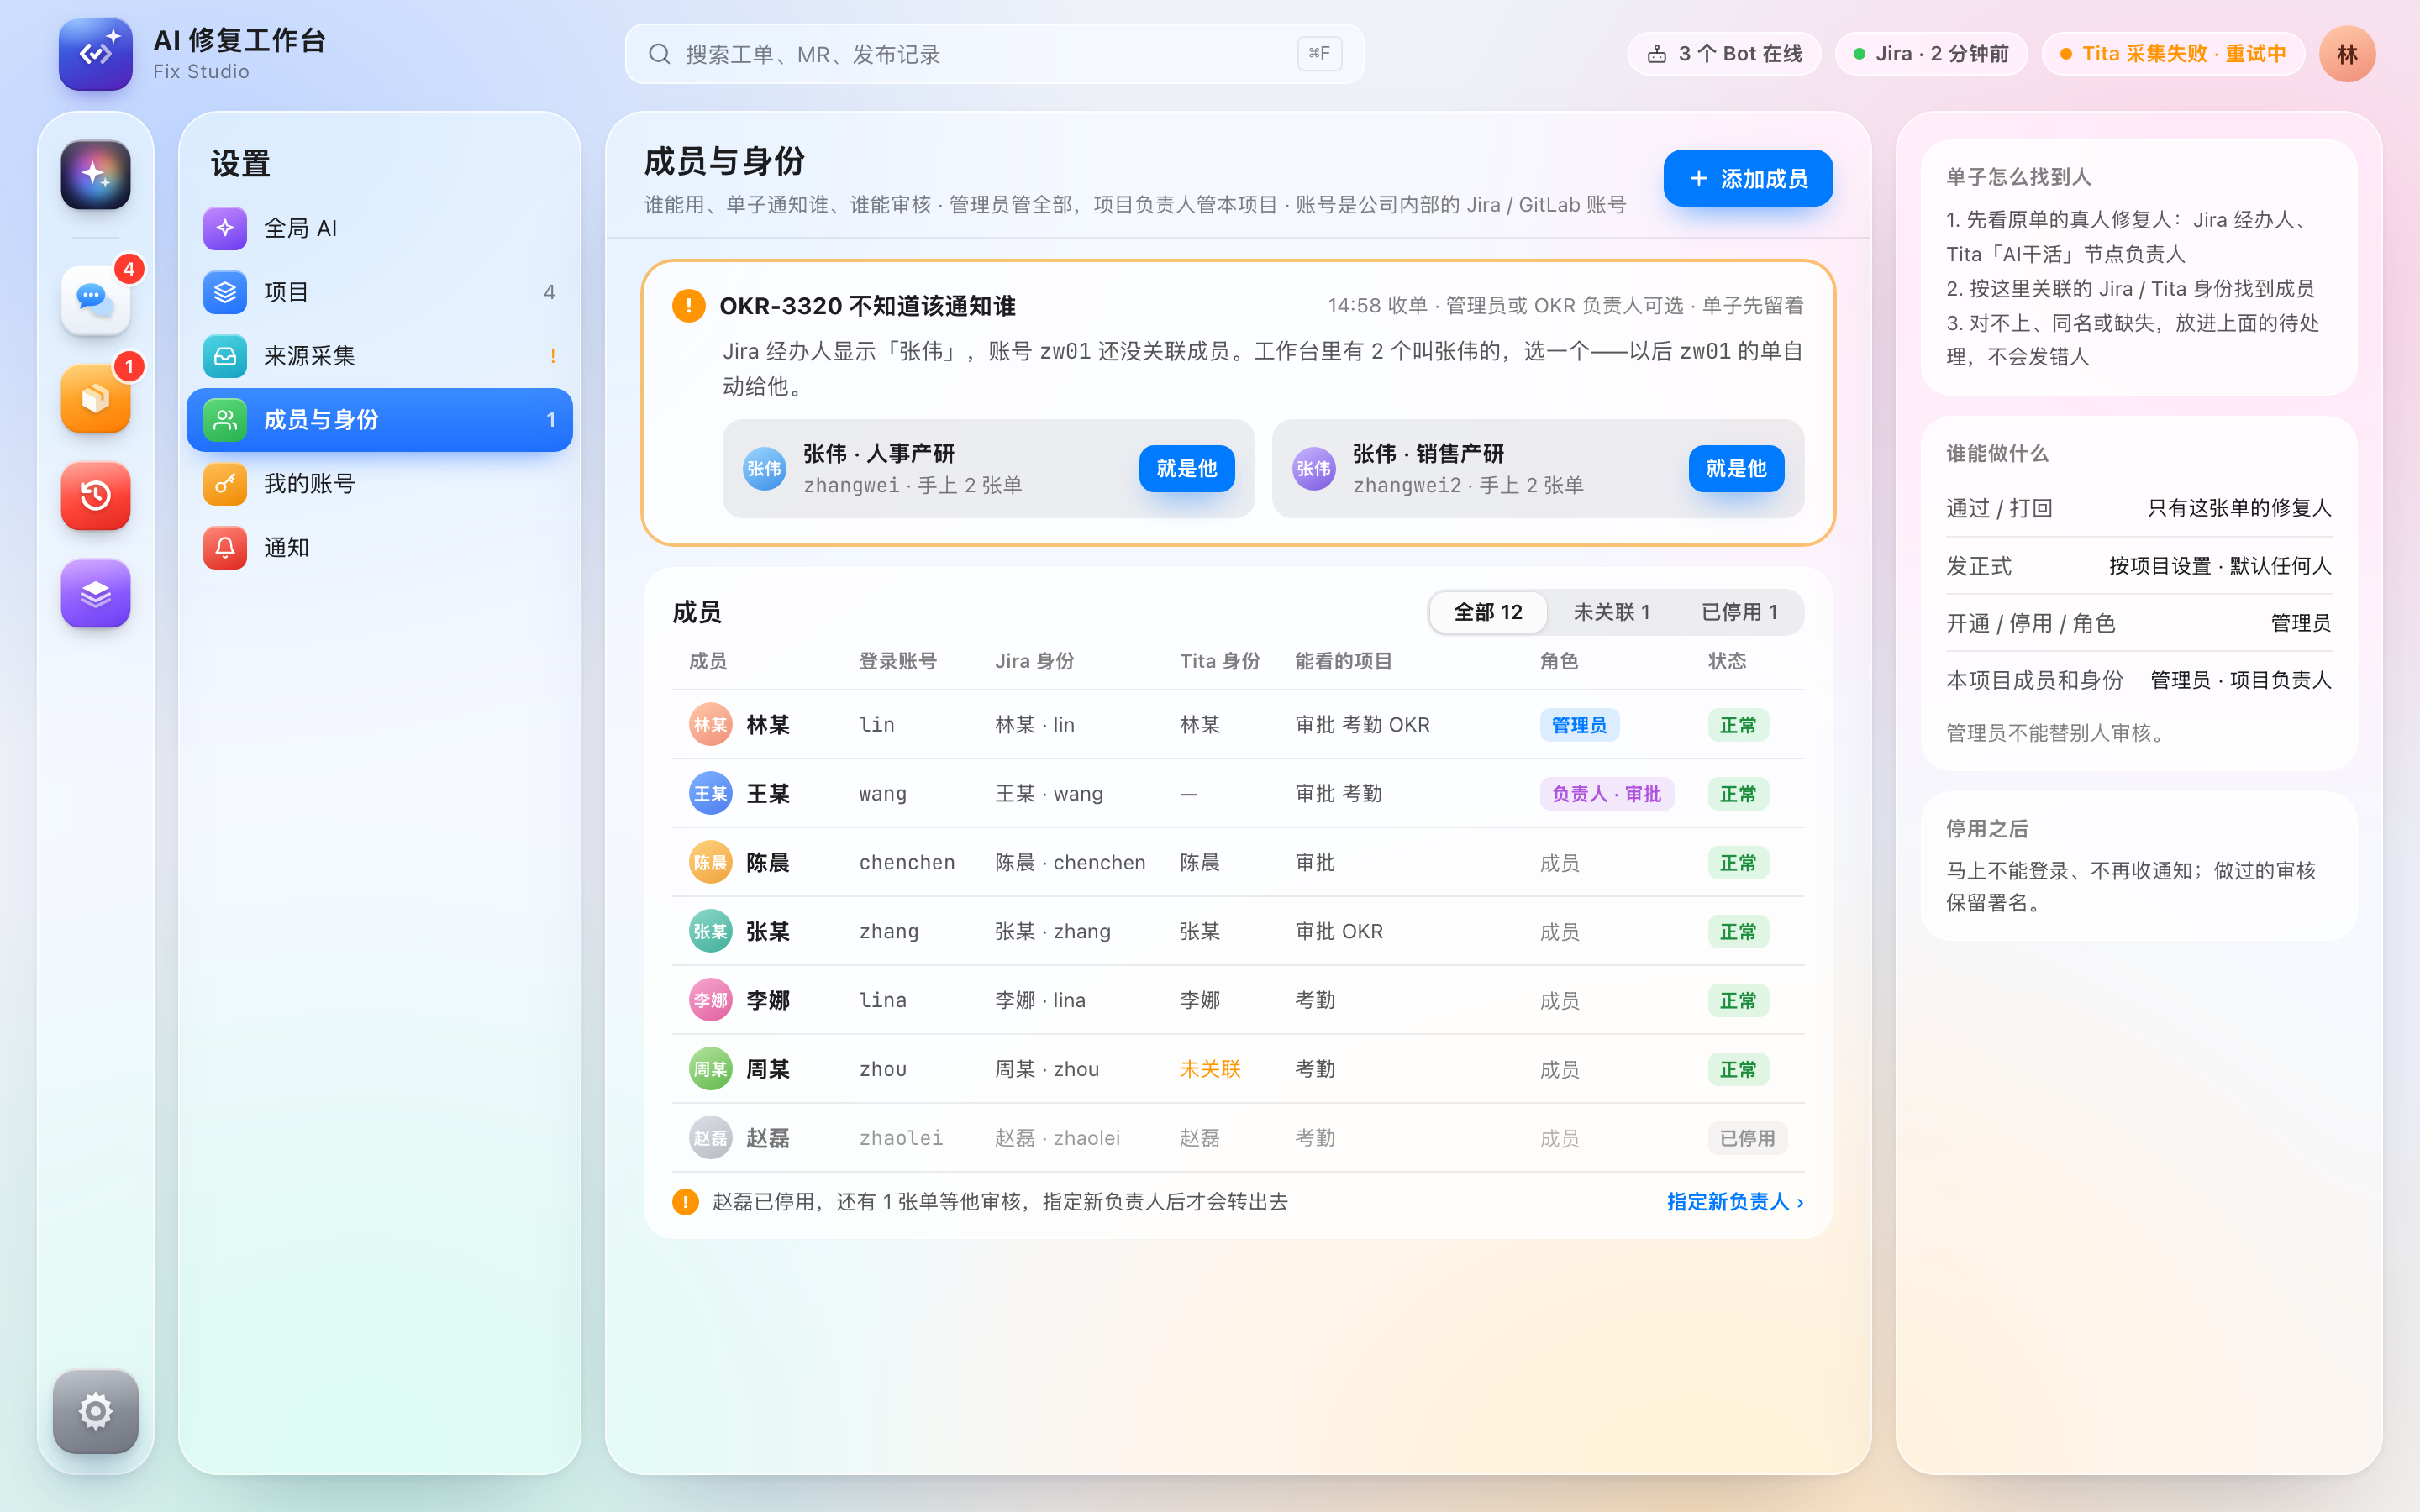 AI 修复工作台
Fix Studio
搜索工单、MR、发布记录
⌘F
3 个 Bot 在线
Jira · 2 分钟前
Tita 采集失败 · 重试中
林
4
1
设置
全局 AI
项目 4
来源采集 !
成员与身份 1
我的账号
通知
成员与身份
谁能用、单子通知谁、谁能审核 · 管理员管全部，项目负责人管本项目 · 账号是公司内部的 Jira / GitLab 账号
+ 添加成员
! OKR-3320 不知道该通知谁
14:58 收单 · 管理员或 OKR 负责人可选 · 单子先留着
Jira 经办人显示「张伟」，账号 zw01 还没关联成员。工作台里有 2 个叫张伟的，选一个——以后 zw01 的单自
动给他。
张伟
张伟 · 人事产研
zhangwei · 手上 2 张单
就是他
张伟
张伟 · 销售产研
zhangwei2 · 手上 2 张单
就是他
成员
全部 12 未关联 1 已停用 1
成员 登录账号 Jira 身份 Tita 身份 能看的项目 角色 状态
林某 林某 lin 林某 · lin 林某 审批 考勤 OKR 管理员 正常
王某 王某 wang 王某 · wang — 审批 考勤 负责人 · 审批 正常
陈晨 陈晨 chenchen 陈晨 · chenchen 陈晨 审批 成员 正常
张某 张某 zhang 张某 · zhang 张某 审批 OKR 成员 正常
李娜 李娜 lina 李娜 · lina 李娜 考勤 成员 正常
周某 周某 zhou 周某 · zhou 未关联 考勤 成员 正常
赵磊 赵磊 zhaolei 赵磊 · zhaolei 赵磊 考勤 成员 已停用
! 赵磊已停用，还有 1 张单等他审核，指定新负责人后才会转出去
指定新负责人 ›
单子怎么找到人
1. 先看原单的真人修复人：Jira 经办人、
Tita「AI干活」节点负责人
2. 按这里关联的 Jira / Tita 身份找到成员
3. 对不上、同名或缺失，放进上面的待处
理，不会发错人
谁能做什么
通过 / 打回 只有这张单的修复人
发正式 按项目设置 · 默认任何人
开通 / 停用 / 角色 管理员
本项目成员和身份 管理员 · 项目负责人
管理员不能替别人审核。
停用之后
马上不能登录、不再收通知；做过的审核
保留署名。